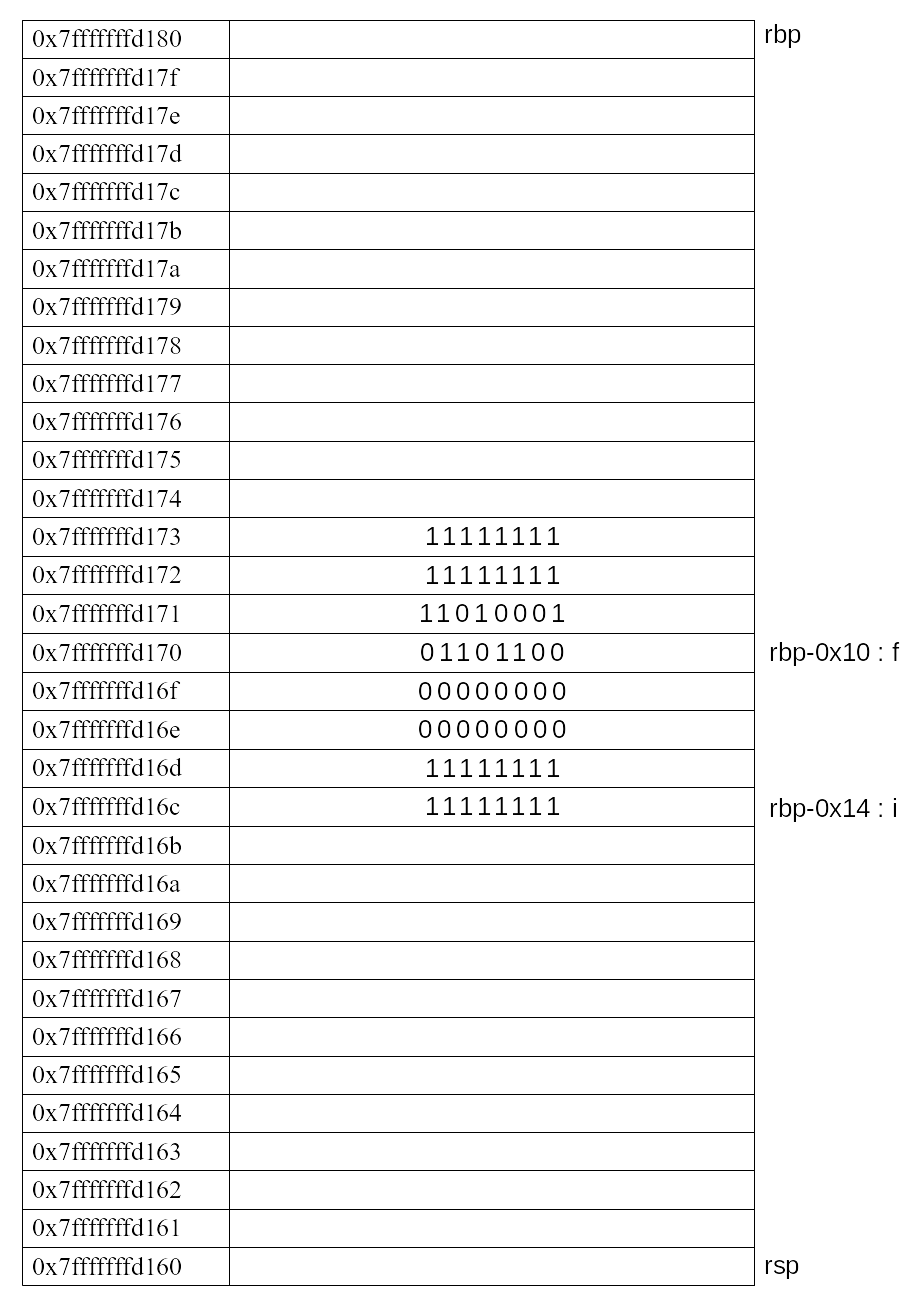 0x7fffffffd180 rbp
0x7fffffffd17f
0x7fffffffd17e
0x7fffffffd17d
0x7fffffffd17c
0x7fffffffd17b
0x7fffffffd17a
0x7fffffffd179
0x7fffffffd178
0x7fffffffd177
0x7fffffffd176
0x7fffffffd175
0x7fffffffd174
0x7fffffffd173 11111111
0x7fffffffd172 11111111
0x7fffffffd171 11010001
0x7fffffffd170 01101100 rbp-0x10 : f
0x7fffffffd16f 00000000
0x7fffffffd16e 00000000
0x7fffffffd16d 11111111
0x7fffffffd16c 11111111 rbp-0x14 : i
0x7fffffffd16b
0x7fffffffd16a
0x7fffffffd169
0x7fffffffd168
0x7fffffffd167
0x7fffffffd166
0x7fffffffd165
0x7fffffffd164
0x7fffffffd163
0x7fffffffd162
0x7fffffffd161
0x7fffffffd160 rsp